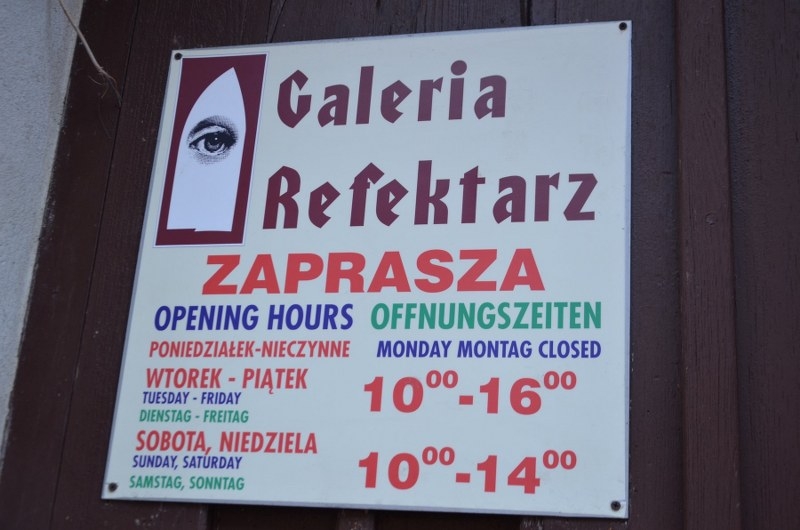 Galeria
Refektarz
ZAPRASZA
OPENING HOURS OFFNUNGSZEITEN
PONIEDZIAŁEK-NIECZYNNE MONDAY MONTAG CLOSED
WTOREK - PIĄTEK
TUESDAY - FRIDAY
DIENSTAG - FREITAG
10⁰⁰-16⁰⁰
SOBOTA, NIEDZIELA
SUNDAY, SATURDAY
SAMSTAG, SONNTAG
10⁰⁰-14⁰⁰